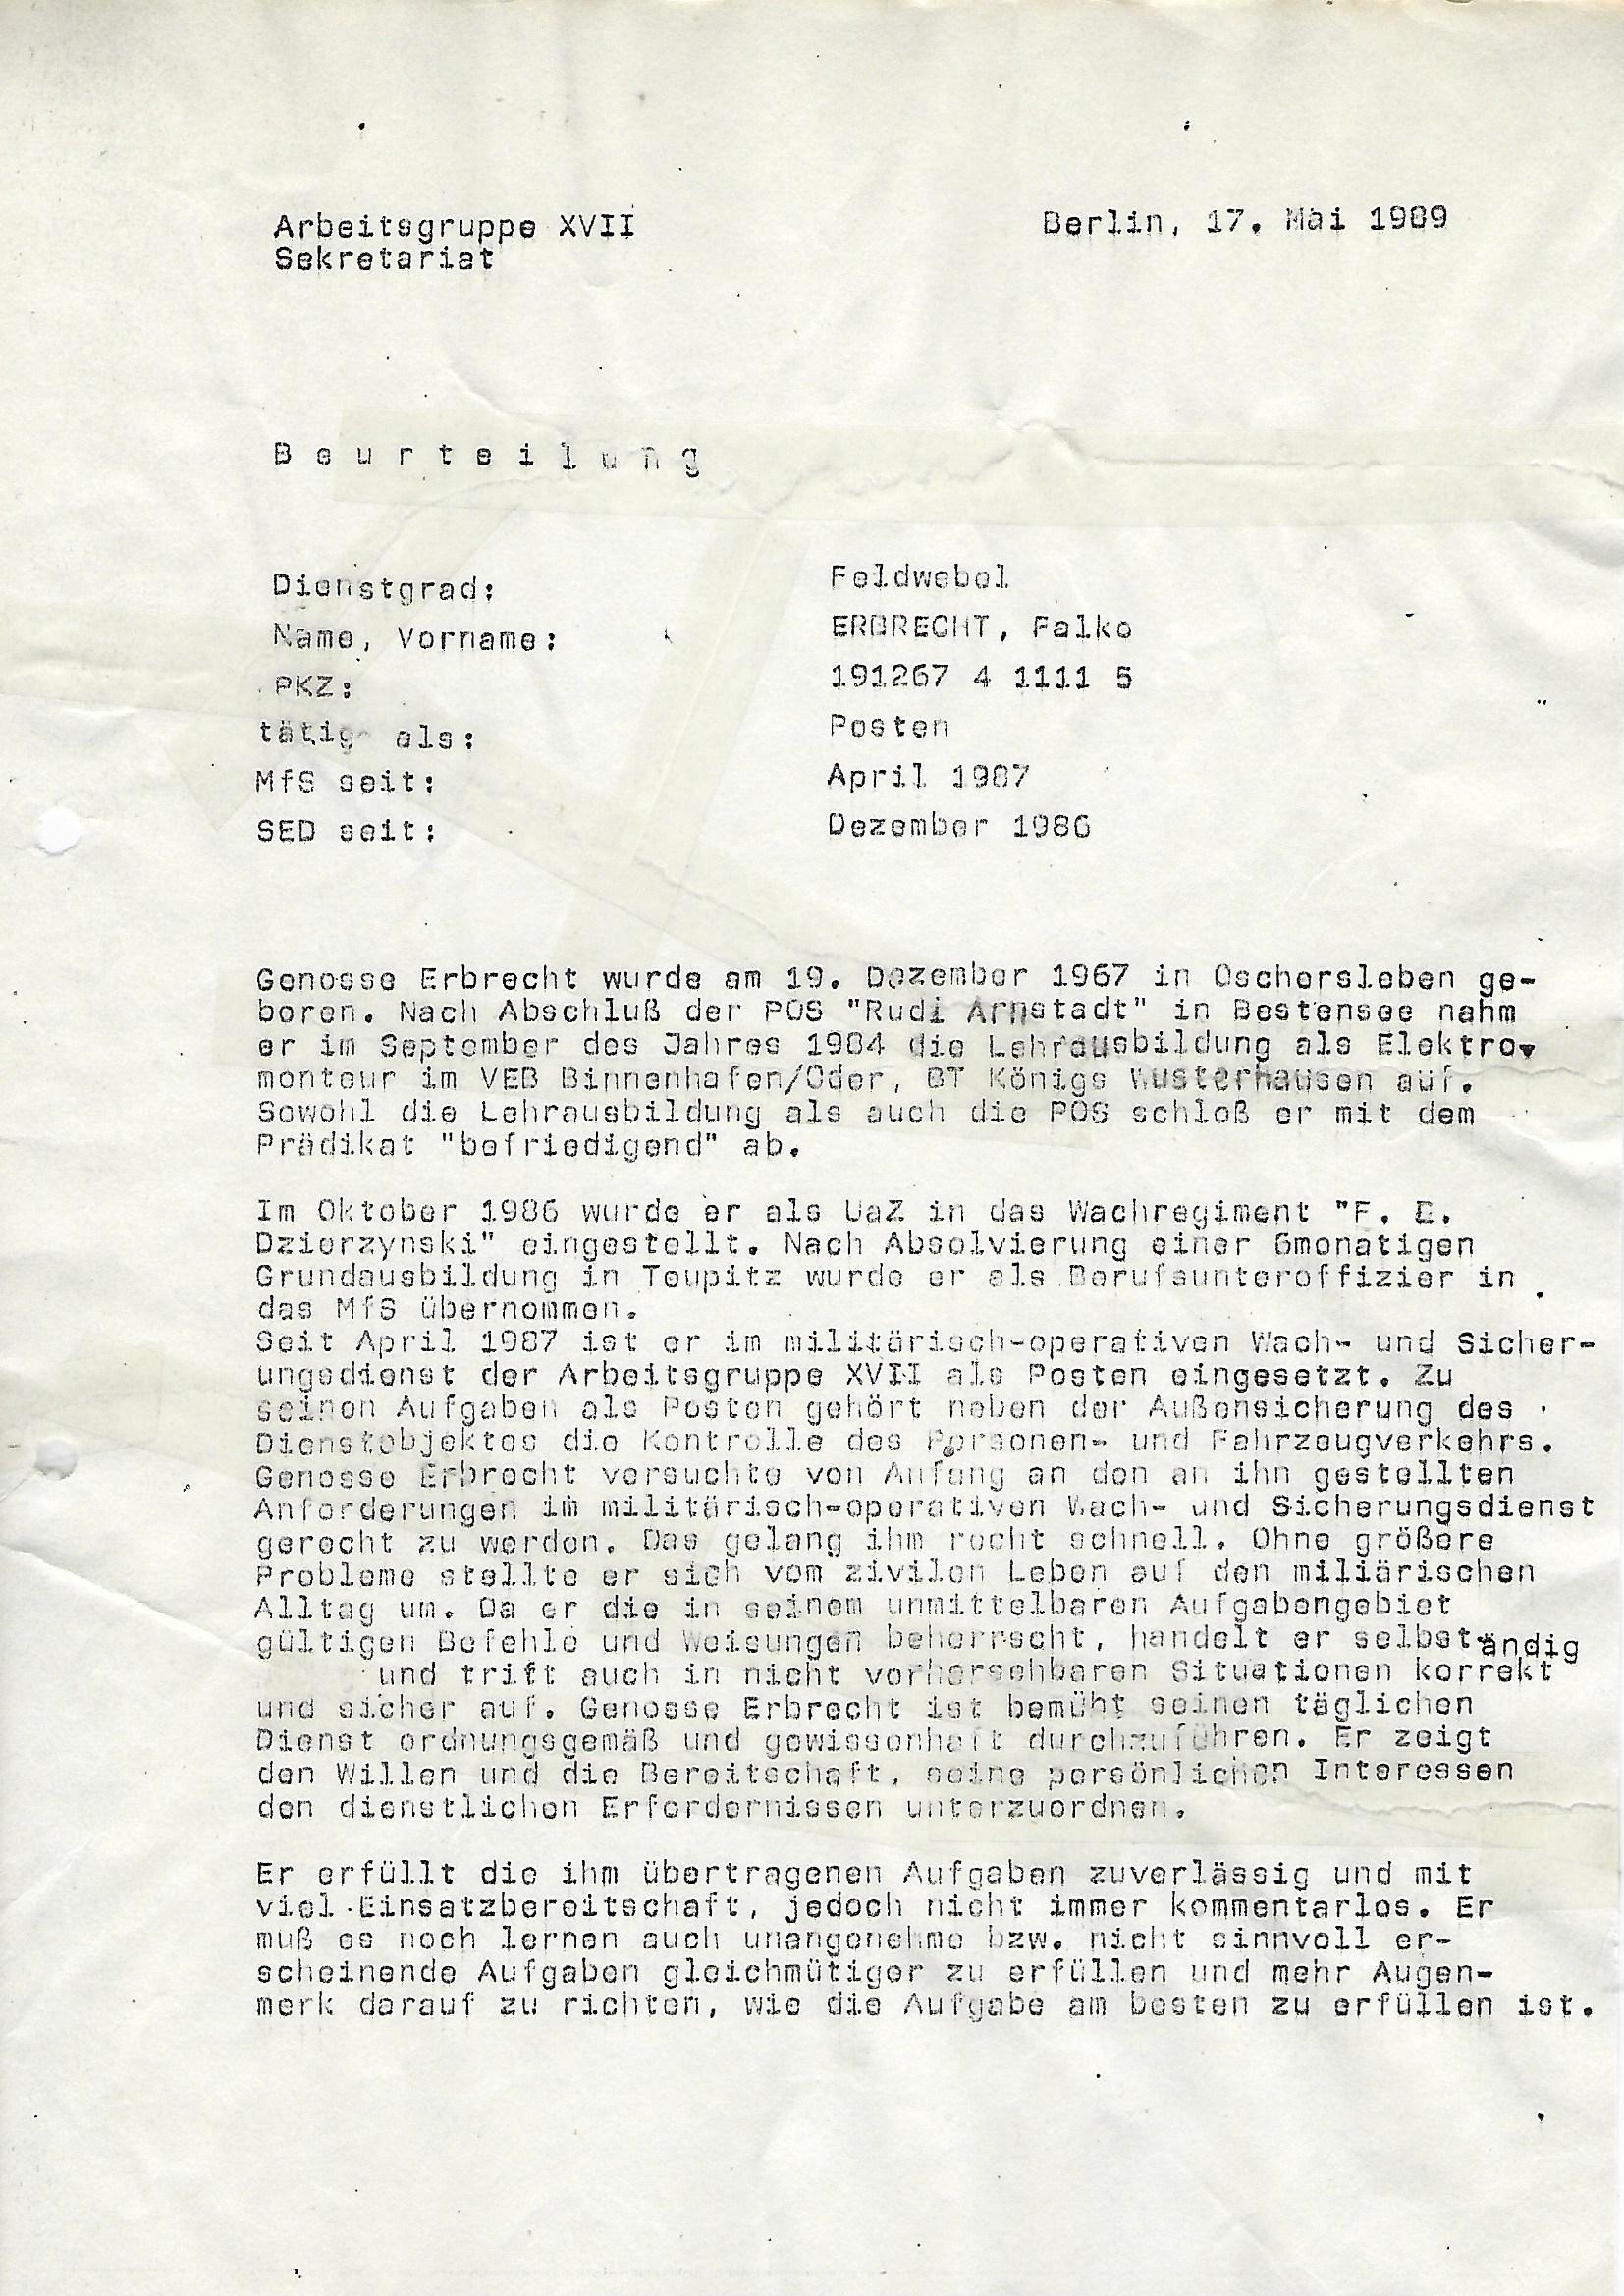 Arbeitsgruppe XVII
Sekretariat
Berlin, 17. Mai 1989
B e u r t e i l u n g
Dienstgrad: Feldwebel
Name, Vorname: ERBRECHT, Falko
PKZ: 191267 4 1111 5
tätig als: Posten
MfS seit: April 1987
SED seit: Dezember 1986
Genosse Erbrecht wurde am 19. Dezember 1967 in Oschersleben ge-
boren. Nach Abschluß der POS "Rudi Arnstadt" in Bestensee nahm
er im September des Jahres 1984 die Lehrausbildung als Elektro-
monteur im VEB Binnenhafen/Oder, BT Königs Wusterhausen auf.
Sowohl die Lehrausbildung als auch die POS schloß er mit dem
Prädikat "befriedigend" ab.
Im Oktober 1986 wurde er als UaZ in das Wachregiment "F. E.
Dzierzynski" eingestellt. Nach Absolvierung einer 6monatigen
Grundausbildung in Teupitz wurde er als Berufsunteroffizier in
das MfS übernommen.
Seit April 1987 ist er im militärisch-operativen Wach- und Sicher-
ungsdienst der Arbeitsgruppe XVII als Posten eingesetzt. Zu
seinen Aufgaben als Posten gehört neben der Außensicherung des
Dienstobjektes die Kontrolle des Personen- und Fahrzeugverkehrs.
Genosse Erbrecht versuchte von Anfang an den an ihn gestellten
Anforderungen im militärisch-operativen Wach- und Sicherungsdienst
gerecht zu werden. Das gelang ihm recht schnell. Ohne größere
Probleme stellte er sich vom zivilen Leben auf den miliärischen
Alltag um. Da er die in seinem unmittelbaren Aufgabengebiet
gültigen Befehle und Weisungen beherrscht, handelt er selbständig
und trift auch in nicht vorhersehbaren Situationen korrekt
und sicher auf. Genosse Erbrecht ist bemüht seinen täglichen
Dienst ordnungsgemäß und gewissenhaft durchzuführen. Er zeigt
den Willen und die Bereitschaft, seine persönlichen Interessen
den dienstlichen Erfordernissen unterzuordnen.
Er erfüllt die ihm übertragenen Aufgaben zuverlässig und mit
viel Einsatzbereitschaft, jedoch nicht immer kommentarlos. Er
muß es noch lernen auch unangenehme bzw. nicht sinnvoll er-
scheinende Aufgaben gleichmütiger zu erfüllen und mehr Augen-
merk darauf zu richten, wie die Aufgabe am besten zu erfüllen ist.